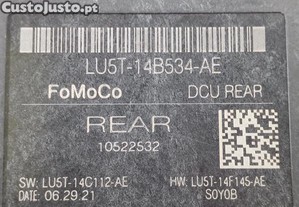 CustoJusto.pt
LU5T-14B534-AE
FoMoCo DCU REAR
REAR
10522532
SW: LU5T-14C112-AE HW: LU5T-14F145-AE
DATE: 06.29.21 S0Y0B